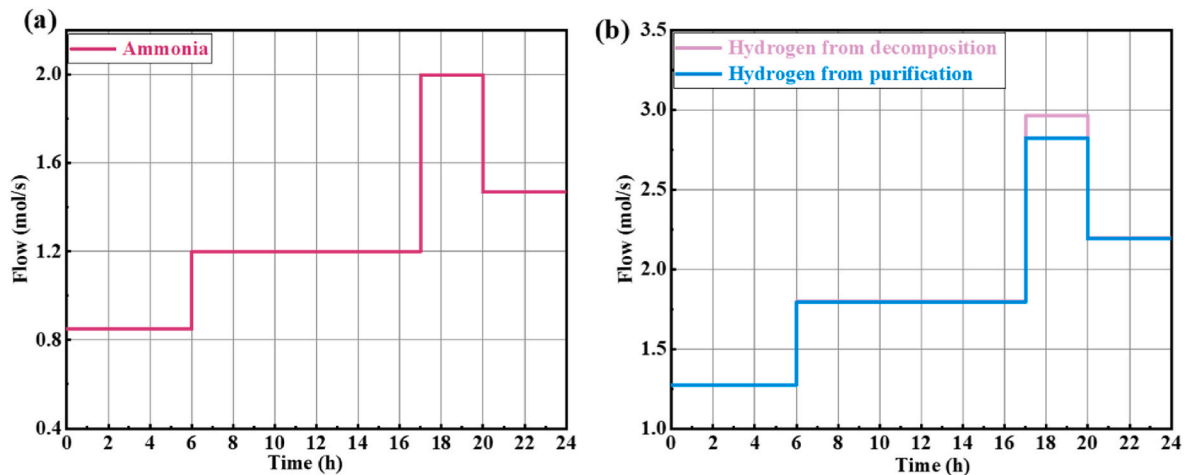 (a)
Ammonia
2.0
1.6
1.2
0.8
0.4
Flow (mol/s)
0 2 4 6 8 10 12 14 16 18 20 22 24
Time (h)
(b)
Hydrogen from decomposition
Hydrogen from purification
3.5
3.0
2.5
2.0
1.5
1.0
Flow (mol/s)
0 2 4 6 8 10 12 14 16 18 20 22 24
Time (h)